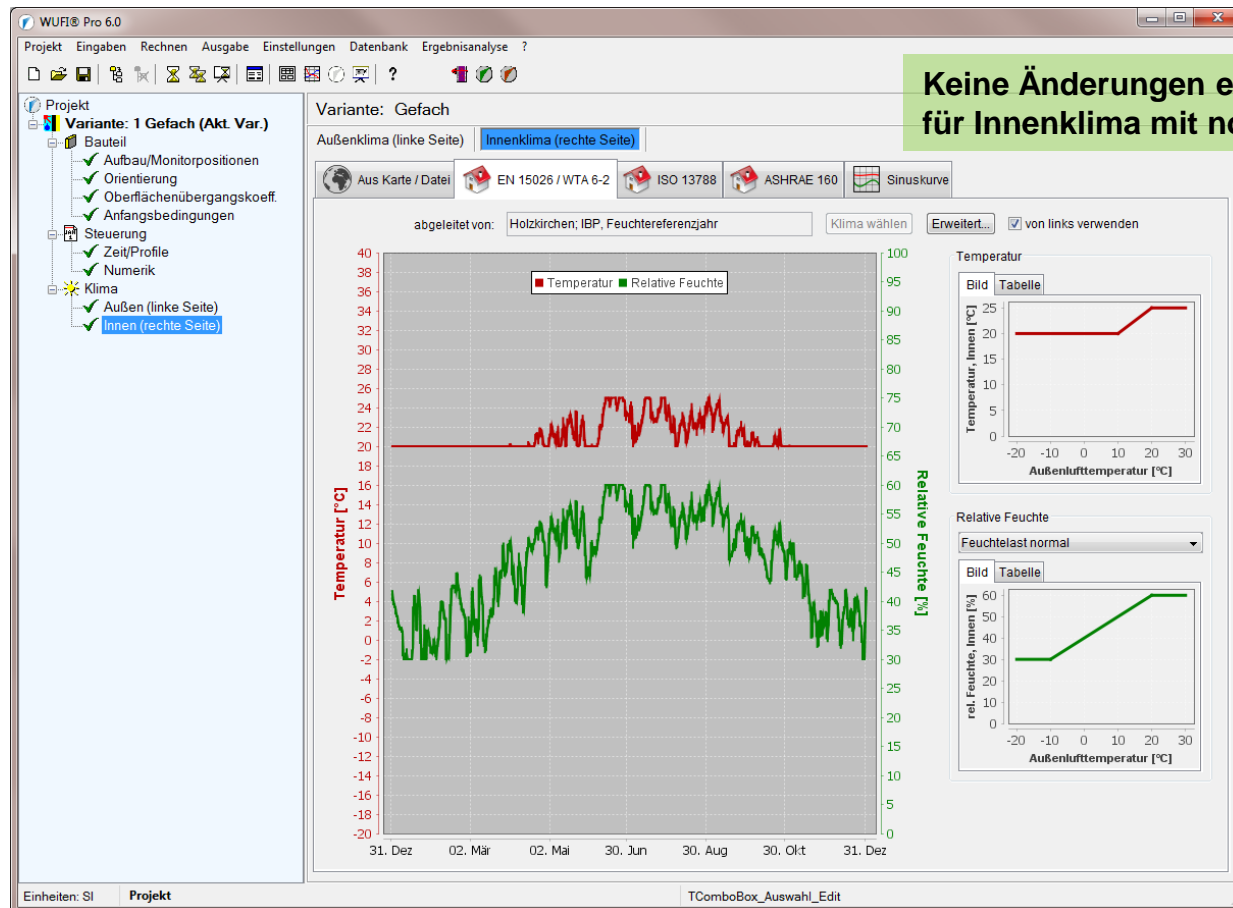 WUFI® Pro 6.0
Projekt Eingaben Rechnen Ausgabe Einstellungen Datenbank Ergebnisanalyse ?
?
Keine Änderungen e
für Innenklima mit no
Projekt
Variante: 1 Gefach (Akt. Var.)
Bauteil
Aufbau/Monitorpositionen
Orientierung
Oberflächenübergangskoeff.
Anfangsbedingungen
Steuerung
Zeit/Profile
Numerik
Klima
Außen (linke Seite)
Innen (rechte Seite)
Variante: Gefach
Außenklima (linke Seite) Innenklima (rechte Seite)
Aus Karte / Datei EN 15026 / WTA 6-2 ISO 13788 ASHRAE 160 Sinuskurve
abgeleitet von: Holzkirchen; IBP, Feuchtereferenzjahr Klima wählen Erweitert... von links verwenden
Temperatur Relative Feuchte
Temperatur [°C]
40
38
36
34
32
30
28
26
24
22
20
18
16
14
12
10
8
6
4
2
0
-2
-4
-6
-8
-10
-12
-14
-16
-18
-20
100
95
90
85
80
75
70
65
60
55
50
45
40
35
30
25
20
15
10
5
0
Relative Feuchte [%]
31. Dez 02. Mär 02. Mai 30. Jun 30. Aug 30. Okt 31. Dez
Temperatur
Bild Tabelle
Temperatur, Innen [°C]
25
20
15
10
5
0
-20 -10 0 10 20 30
Außenlufttemperatur [°C]
Relative Feuchte
Feuchtelast normal
Bild Tabelle
rel. Feuchte, Innen [%]
60
50
40
30
20
10
0
-20 -10 0 10 20 30
Außenlufttemperatur [°C]
Einheiten: SI Projekt TComboBox_Auswahl_Edit